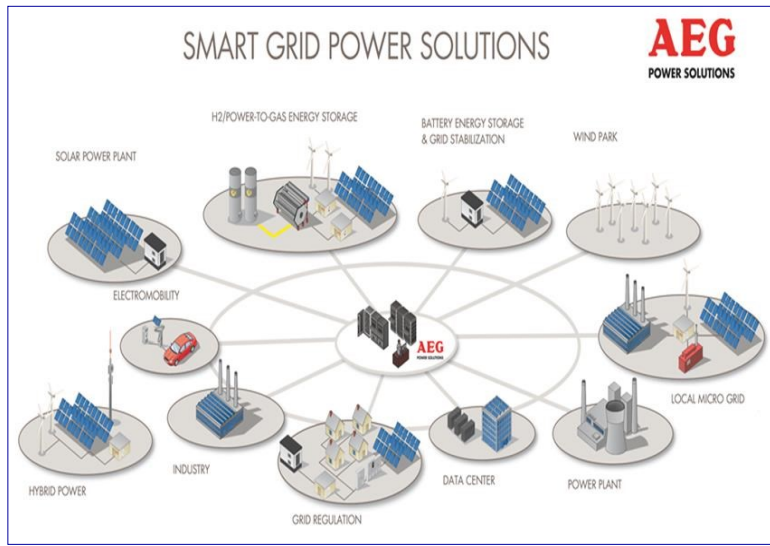 SMART GRID POWER SOLUTIONS
AEG
POWER SOLUTIONS
H2/POWER-TO-GAS ENERGY STORAGE
BATTERY ENERGY STORAGE
& GRID STABILIZATION
WIND PARK
SOLAR POWER PLANT
ELECTROMOBILITY
AEG
POWER SOLUTIONS
LOCAL MICRO GRID
HYBRID POWER
INDUSTRY
GRID REGULATION
DATA CENTER
POWER PLANT